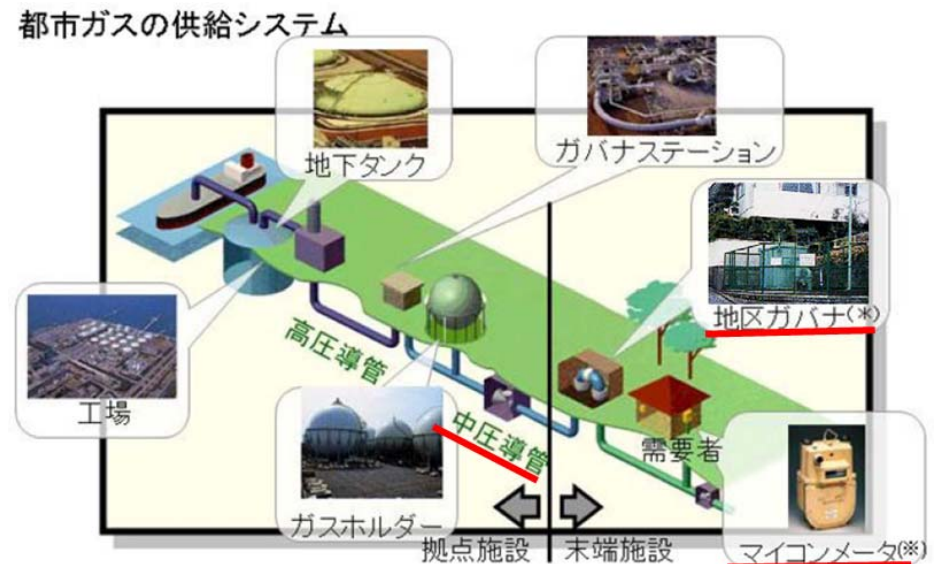 都市ガスの供給システム
地下タンク
ガバナステーション
地区ガバナ(*)
高圧導管
工場
中圧導管
需要者
ガスホルダー
拠点施設
末端施設
マイコンメータ(※)